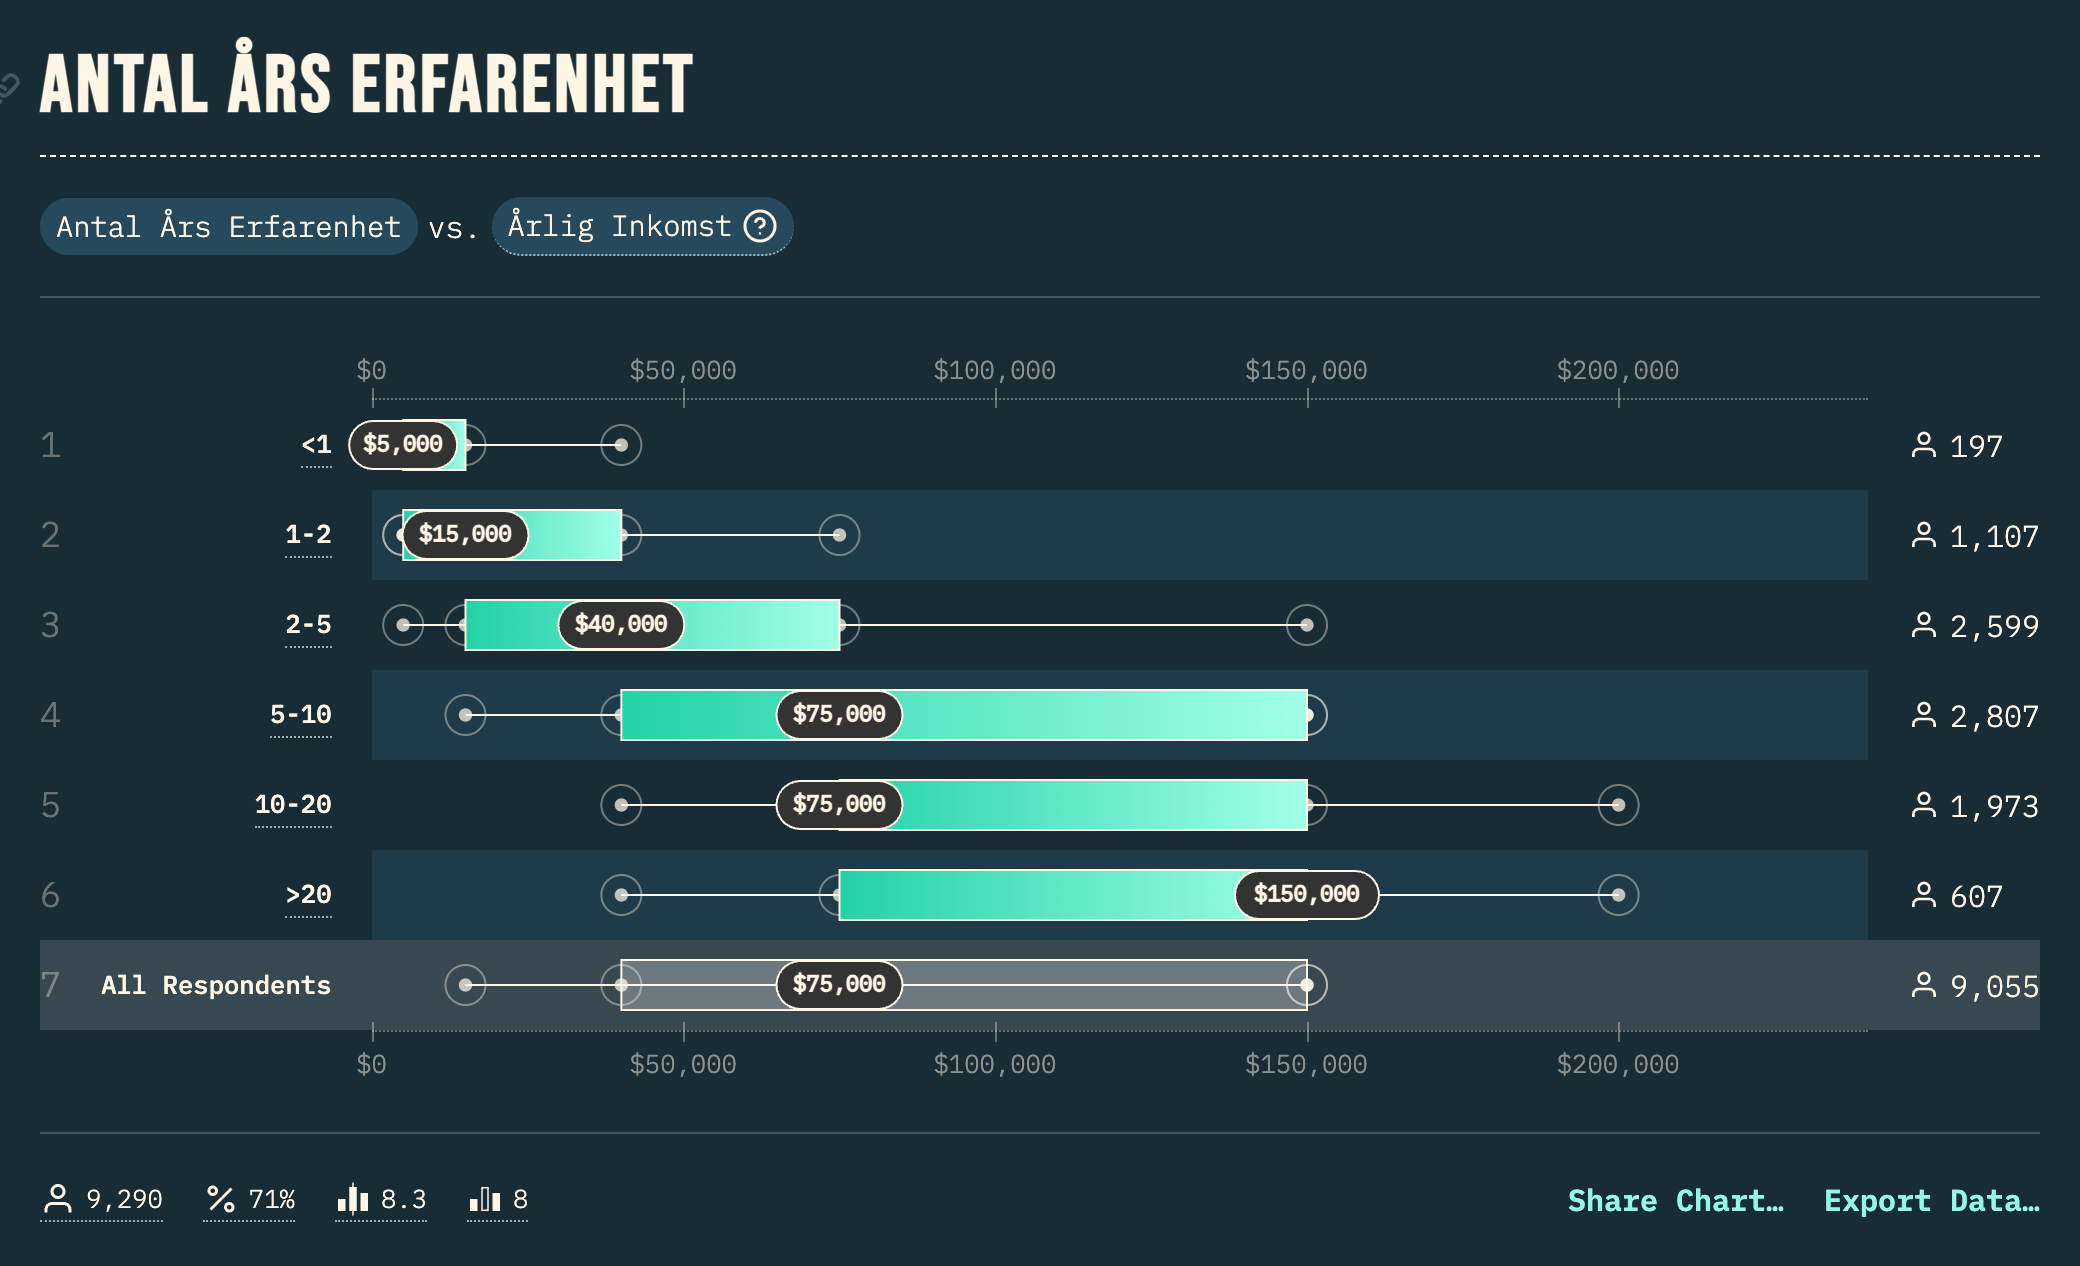 ANTAL ÅRS ERFARENHET
Antal Års Erfarenhet vs. Årlig Inkomst ?
$0 $50,000 $100,000 $150,000 $200,000
1 <1 $5,000 197
2 1-2 $15,000 1,107
3 2-5 $40,000 2,599
4 5-10 $75,000 2,807
5 10-20 $75,000 1,973
6 >20 $150,000 607
7 All Respondents $75,000 9,055
$0 $50,000 $100,000 $150,000 $200,000
9,290 71% 8.3 8 Share Chart… Export Data…